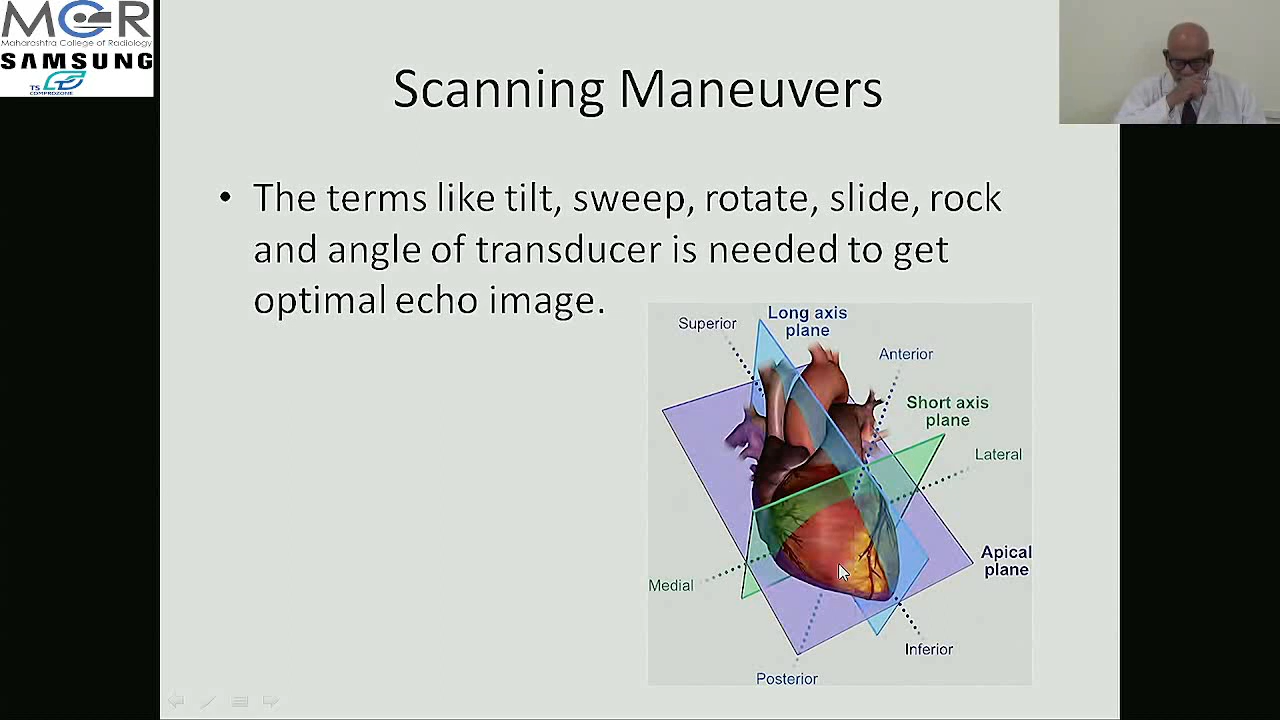 MCR
Maharashtra College of Radiology
SAMSUNG
TS
COMPROZONE
Scanning Maneuvers
• The terms like tilt, sweep, rotate, slide, rock
and angle of transducer is needed to get
optimal echo image.
Superior
Long axis
plane
Anterior
Short axis
plane
Lateral
Apical
plane
Medial
Inferior
Posterior